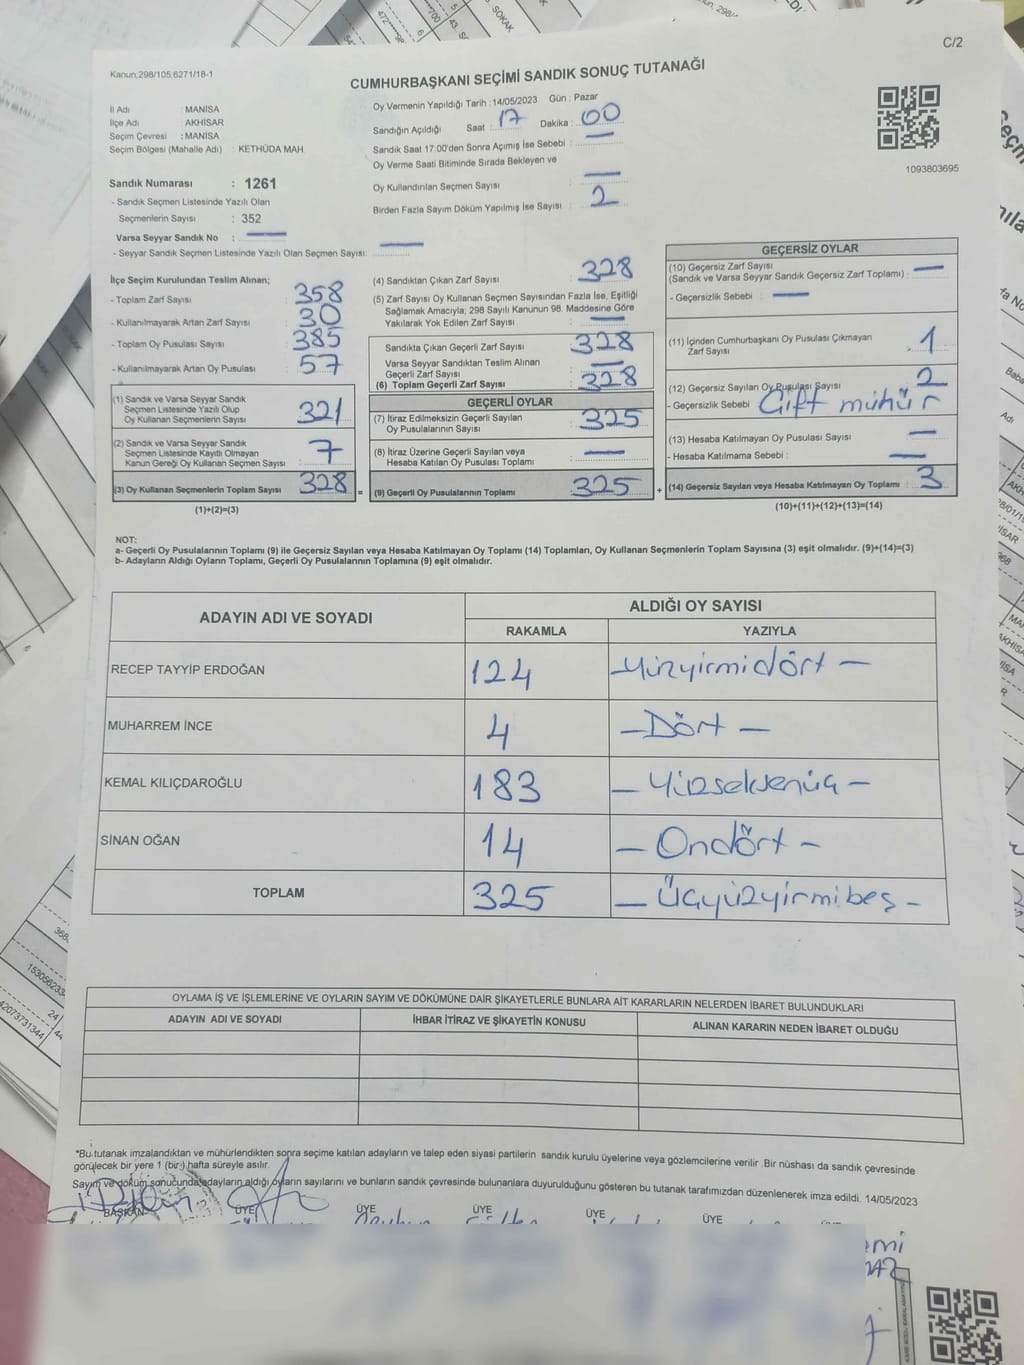 C/2
Kanun;298/105;6271/18-1
CUMHURBAŞKANI SEÇİMİ SANDIK SONUÇ TUTANAĞI
İl Adı : MANİSA
İlçe Adı : AKHİSAR
Seçim Çevresi : MANİSA
Seçim Bölgesi (Mahalle Adı) : KETHÜDA MAH.
Sandık Numarası : 1261
- Sandık Seçmen Listesinde Yazılı Olan
Seçmenlerin Sayısı : 352
Varsa Seyyar Sandık No : —
- Seyyar Sandık Seçmen Listesinde Yazılı Olan Seçmen Sayısı: —
Oy Vermenin Yapıldığı Tarih : 14/05/2023 Gün : Pazar
Sandığın Açıldığı Saat : 17 Dakika : 00
Sandık Saat 17:00'den Sonra Açımış İse Sebebi : —
Oy Verme Saati Bitiminde Sırada Bekleyen ve
Oy Kullandırılan Seçmen Sayısı : —
Birden Fazla Sayım Döküm Yapılmış İse Sayısı : 2
1093803695
İlçe Seçim Kurulundan Teslim Alınan;
- Toplam Zarf Sayısı : 358
- Kullanılmayarak Artan Zarf Sayısı : 30
- Toplam Oy Pusulası Sayısı : 385
- Kullanılmayarak Artan Oy Pusulası : 57
(1) Sandık ve Varsa Seyyar Sandık
Seçmen Listesinde Yazılı Olup
Oy Kullanan Seçmenlerin Sayısı : 321
(2) Sandık ve Varsa Seyyar Sandık
Seçmen Listesinde Kayıtlı Olmayan
Kanun Gereği Oy Kullanan Seçmen Sayısı : 7
(3) Oy Kullanan Seçmenlerin Toplam Sayısı : 328
(1)+(2)=(3)
(4) Sandıktan Çıkan Zarf Sayısı : 328
(5) Zarf Sayısı Oy Kullanan Seçmen Sayısından Fazla İse, Eşitliği
Sağlamak Amacıyla; 298 Sayılı Kanunun 98. Maddesine Göre
Yakılarak Yok Edilen Zarf Sayısı : —
Sandıkta Çıkan Geçerli Zarf Sayısı : 328
Varsa Seyyar Sandıktan Teslim Alınan
Geçerli Zarf Sayısı : —
(6) Toplam Geçerli Zarf Sayısı : 328
GEÇERLİ OYLAR
(7) İtiraz Edilmeksizin Geçerli Sayılan
Oy Pusulalarının Sayısı : 325
(8) İtiraz Üzerine Geçerli Sayılan veya
Hesaba Katılan Oy Pusulası Toplamı : —
= (9) Geçerli Oy Pusulalarının Toplamı : 325
GEÇERSİZ OYLAR
(10) Geçersiz Zarf Sayısı
(Sandık ve Varsa Seyyar Sandık Geçersiz Zarf Toplamı) : —
- Geçersizlik Sebebi : —
(11) İçinden Cumhurbaşkanı Oy Pusulası Çıkmayan
Zarf Sayısı : 1
(12) Geçersiz Sayılan Oy Pusulası Sayısı : 2
- Geçersizlik Sebebi : Çift mühür
(13) Hesaba Katılmayan Oy Pusulası Sayısı : —
- Hesaba Katılmama Sebebi : —
+ (14) Geçersiz Sayılan veya Hesaba Katılmayan Oy Toplamı : 3
(10)+(11)+(12)+(13)=(14)
NOT:
a- Geçerli Oy Pusulalarının Toplamı (9) ile Geçersiz Sayılan veya Hesaba Katılmayan Oy Toplamı (14) Toplamları, Oy Kullanan Seçmenlerin Toplam Sayısına (3) eşit olmalıdır. (9)+(14)=(3)
b- Adayların Aldığı Oyların Toplamı, Geçerli Oy Pusulalarının Toplamına (9) eşit olmalıdır.
ADAYIN ADI VE SOYADI
ALDIĞI OY SAYISI
RAKAMLA YAZIYLA
RECEP TAYYİP ERDOĞAN 124 —Yüzyirmidört —
MUHARREM İNCE 4 — Dört —
KEMAL KILIÇDAROĞLU 183 — Yüzseksenüç —
SİNAN OĞAN 14 — Ondört —
TOPLAM 325 — Üçyüzyirmibeş -
OYLAMA İŞ VE İŞLEMLERİNE VE OYLARIN SAYIM VE DÖKÜMÜNE DAİR ŞİKAYETLERLE BUNLARA AİT KARARLARIN NELERDEN İBARET BULUNDUKLARI
ADAYIN ADI VE SOYADI İHBAR İTİRAZ VE ŞİKAYETİN KONUSU ALINAN KARARIN NEDEN İBARET OLDUĞU
*Bu tutanak imzalandıktan ve mühürlendikten sonra seçime katılan adayların ve talep eden siyasi partilerin sandık kurulu üyelerine veya gözlemcilerine verilir .Bir nüshası da sandık çevresinde
görülecek bir yere 1 (bir ) hafta süreyle asılır.
Sayım ve döküm sonucunda adayların aldığı oyların sayılarını ve bunların sandık çevresinde bulunanlara duyurulduğunu gösteren bu tutanak tarafımızdan düzenlenerek imza edildi. 14/05/2023
BAŞKAN ÜYE ÜYE ÜYE ÜYE ÜYE